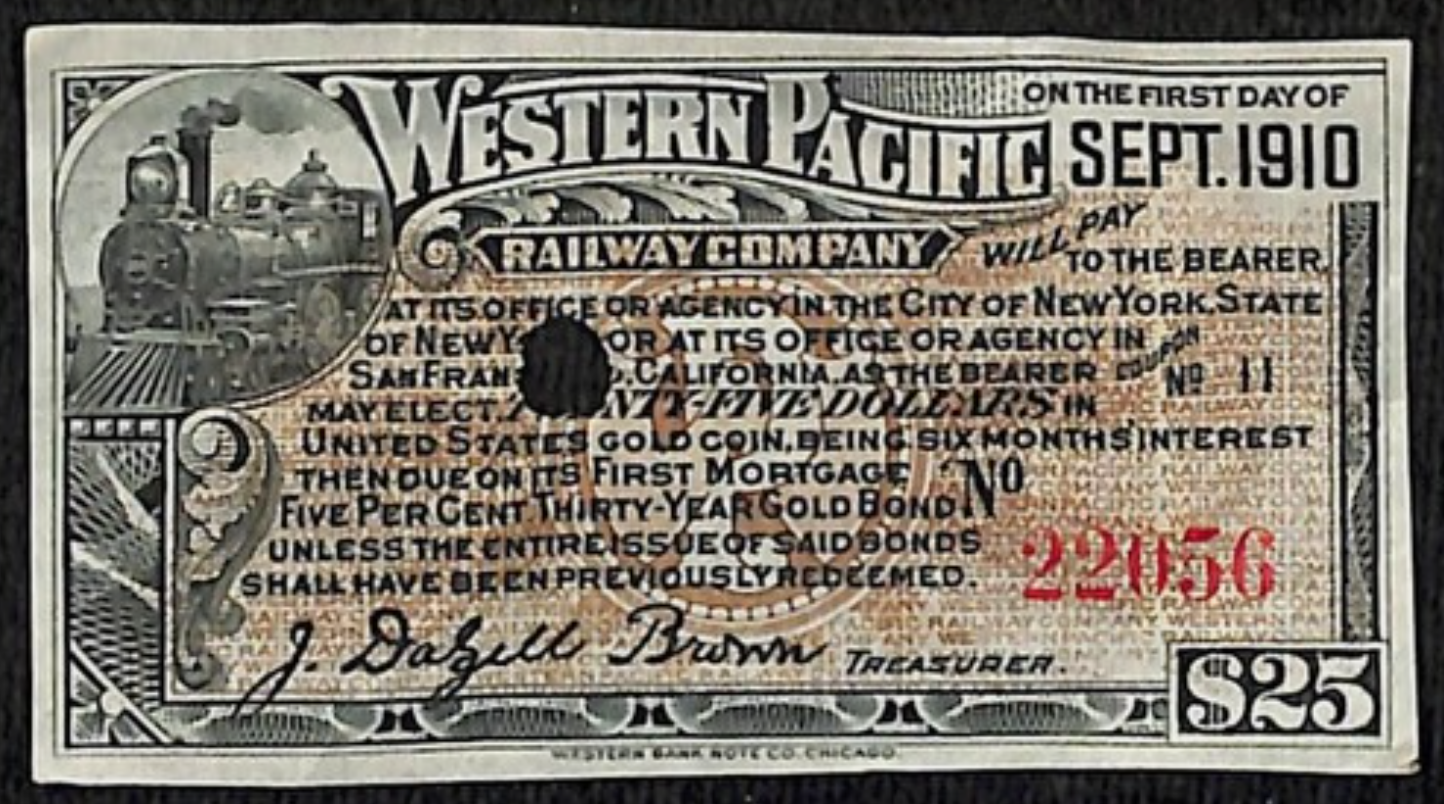 WESTERN PACIFIC
RAILWAY COMPANY
ON THE FIRST DAY OF
SEPT. 1910
WILL PAY
TO THE BEARER,
AT ITS OFFICE OR AGENCY IN THE CITY OF NEW YORK, STATE
OF NEW Y OR AT ITS OFFICE OR AGENCY IN
SAN FRAN O, CALIFORNIA, AS THE BEARER
COUPON No 11
MAY ELECT, T NTY-FIVE DOLLARS IN
UNITED STATES GOLD COIN, BEING SIX MONTHS' INTEREST
THEN DUE ON ITS FIRST MORTGAGE
FIVE PER CENT THIRTY-YEAR GOLD BOND No
22056
UNLESS THE ENTIRE ISSUE OF SAID BONDS
SHALL HAVE BEEN PREVIOUSLY REDEEMED.
J. Dalzell Brown TREASURER.
$25
WESTERN BANK NOTE CO. CHICAGO.